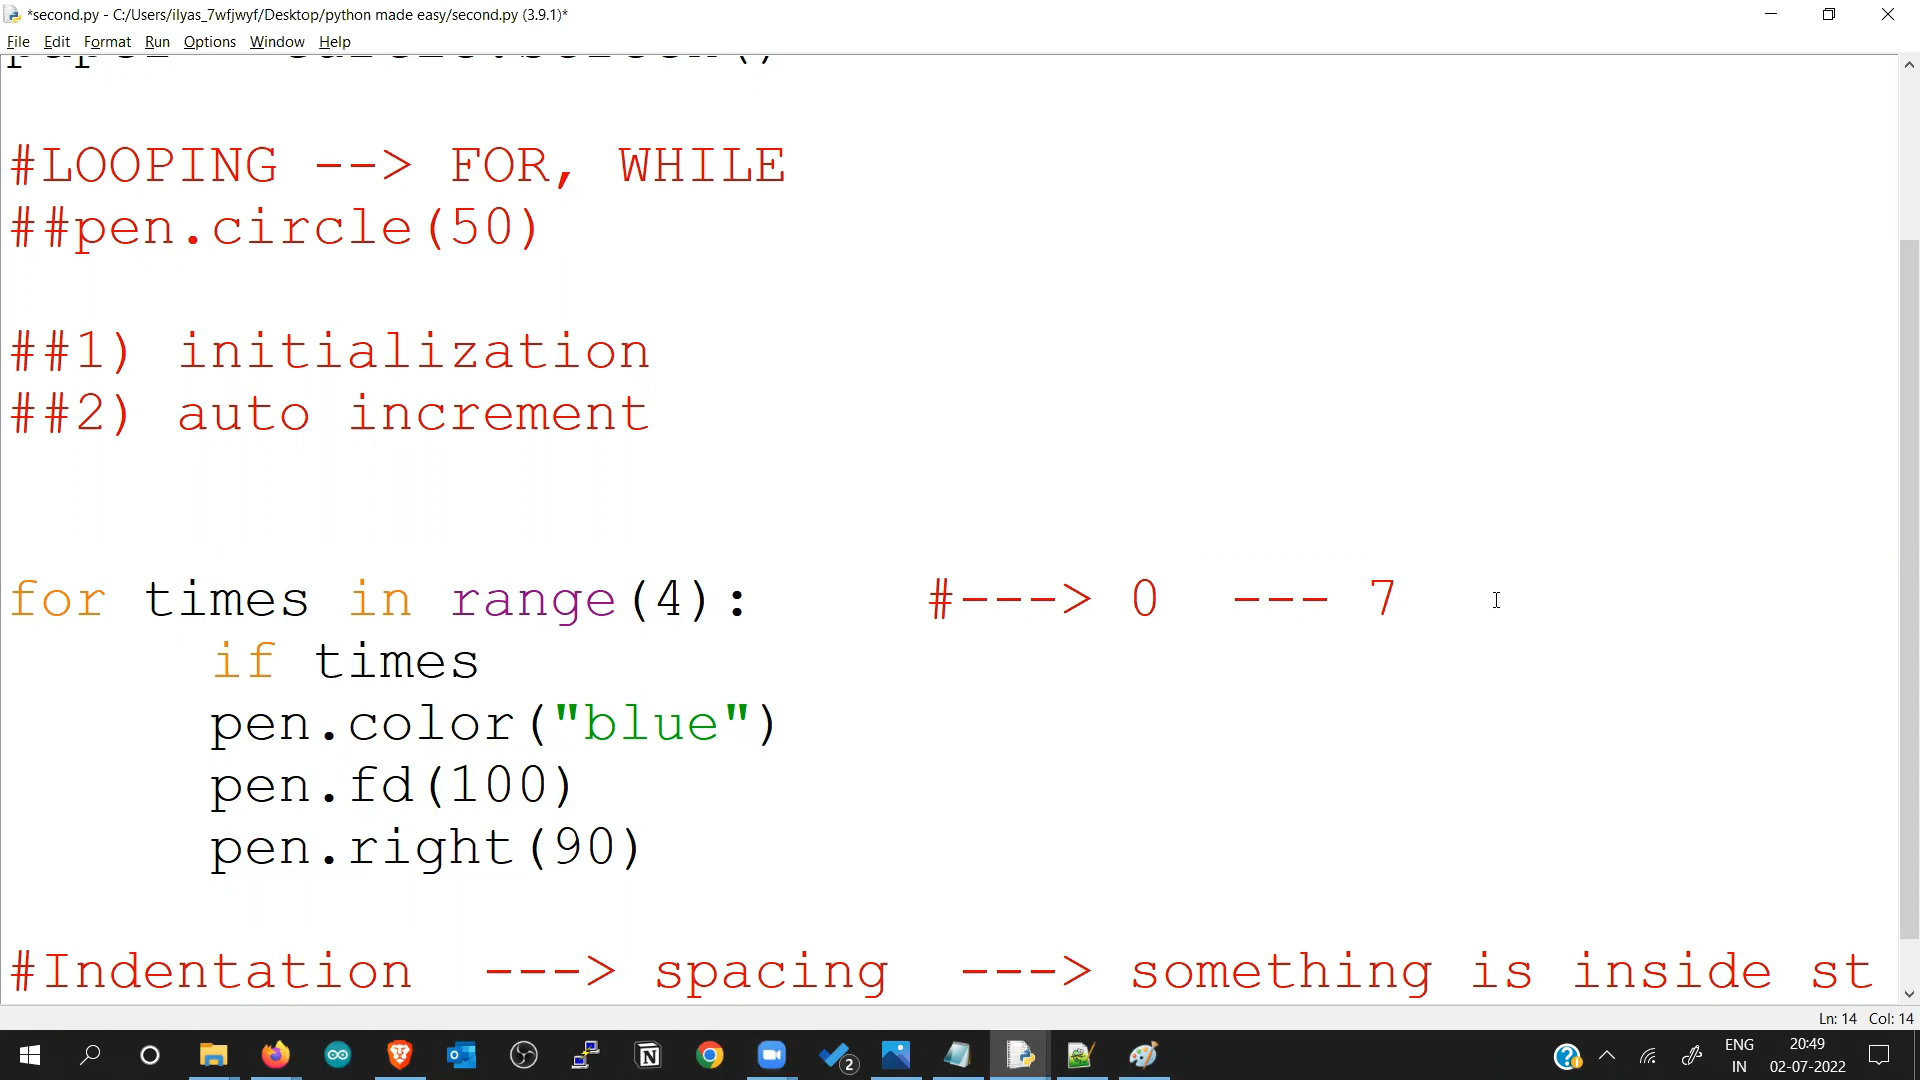 *second.py - C:/Users/ilyas_7wfjwyf/Desktop/python made easy/second.py (3.9.1)*
File Edit Format Run Options Window Help
#LOOPING --> FOR, WHILE
##pen.circle(50)
##1) initialization
##2) auto increment
for times in range(4): #---> 0 --- 7
if times
pen.color("blue")
pen.fd(100)
pen.right(90)
#Indentation ---> spacing ---> something is inside st
Ln: 14 Col: 14
2
ENG
IN
20:49
02-07-2022